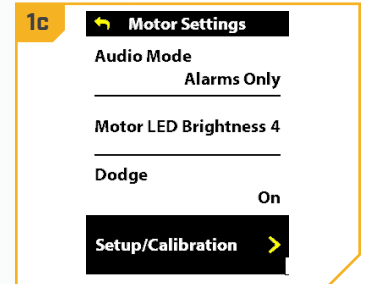 1c
Motor Settings
Audio Mode
Alarms Only
Motor LED Brightness 4
Dodge
On
Setup/Calibration